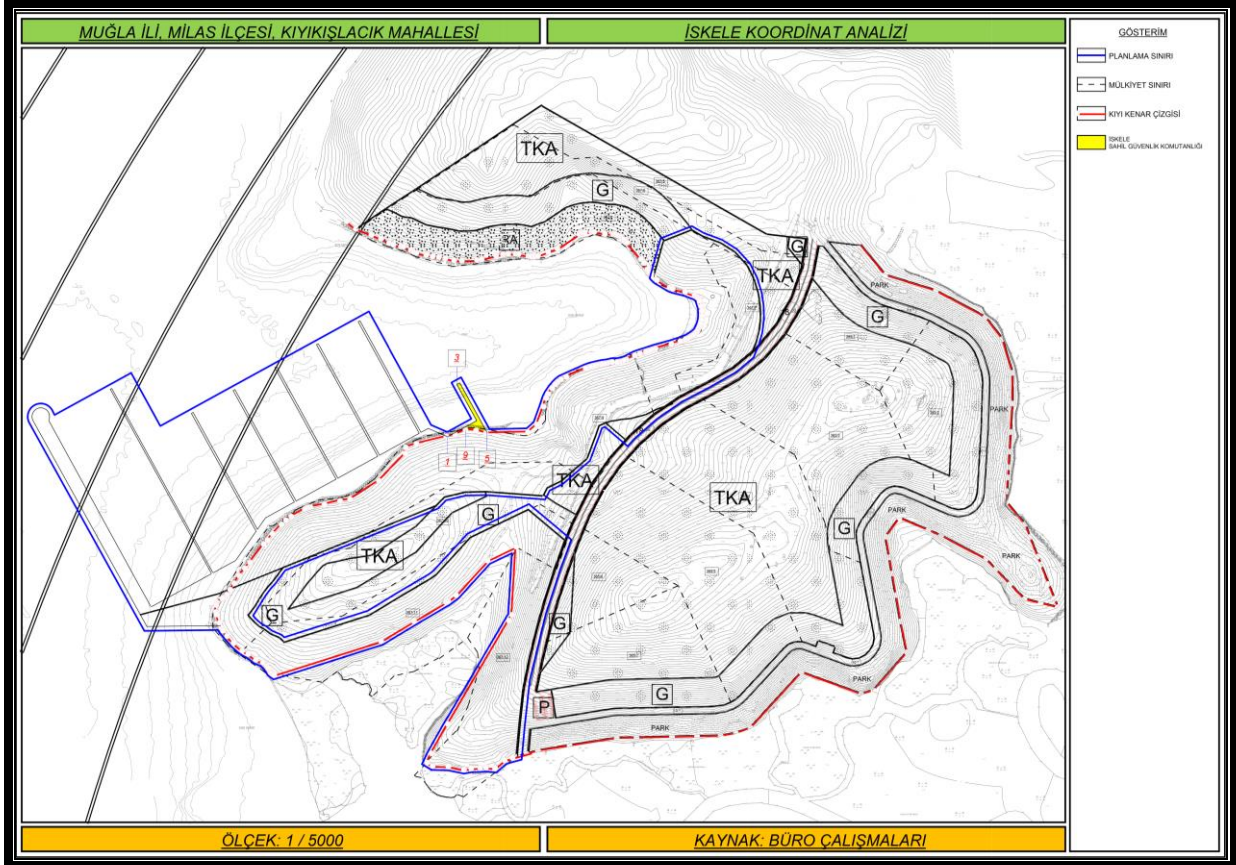 MUĞLA İLİ, MİLAS İLÇESİ, KIYIKIŞLACIK MAHALLESİ
İSKELE KOORDİNAT ANALİZİ
GÖSTERİM
PLANLAMA SINIRI
MÜLKİYET SINIRI
KIYI KENAR ÇİZGİSİ
İSKELE
SAHİL GÜVENLİK KOMUTANLIĞI
TKA
G
G
TKA
PARK
G
3
PARK
1
9
5
TKA
TKA
G
PARK
G
PARK
TKA
G
G
PARK
G
P
PARK
ÖLÇEK: 1 / 5000
KAYNAK: BÜRO ÇALIŞMALARI